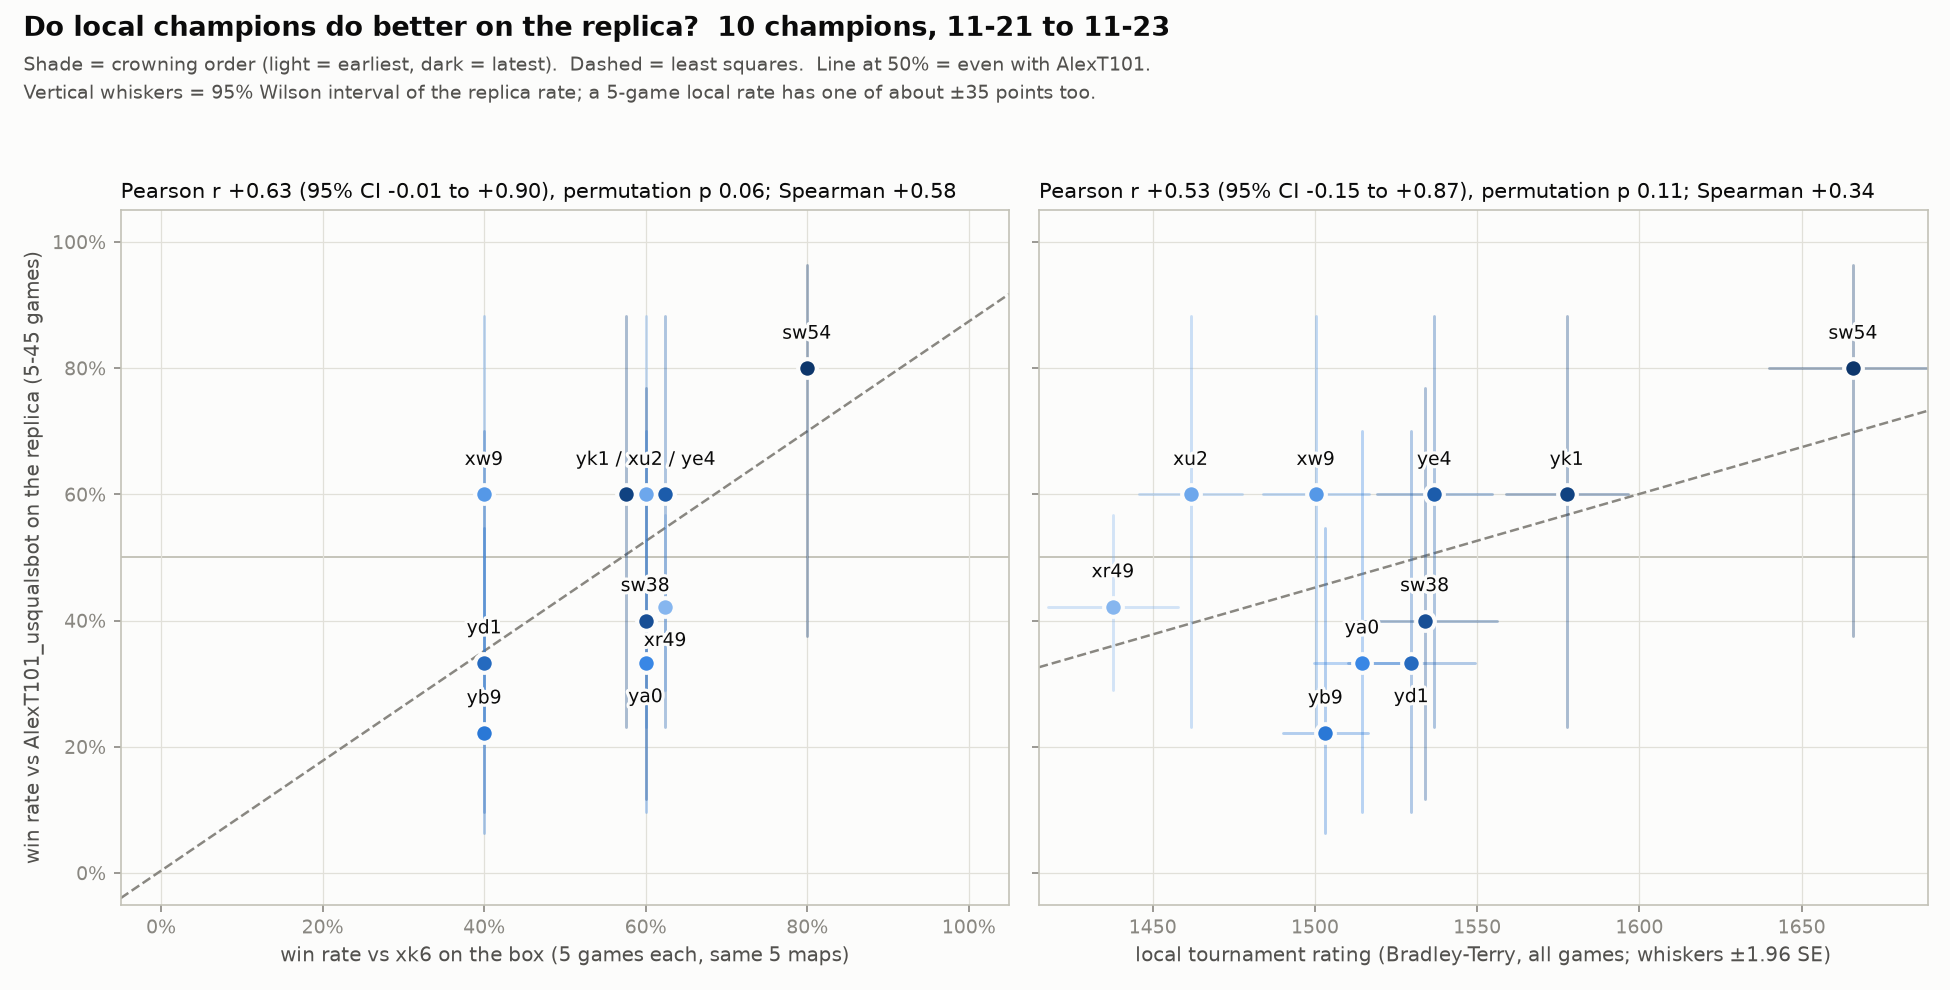 Do local champions do better on the replica?  10 champions, 11-21 to 11-23
Shade = crowning order (light = earliest, dark = latest).  Dashed = least squares.  Line at 50% = even with AlexT101.
Vertical whiskers = 95% Wilson interval of the replica rate; a 5-game local rate has one of about ±35 points too.
Pearson r +0.63 (95% CI -0.01 to +0.90), permutation p 0.06; Spearman +0.58
win rate vs AlexT101_usqualsbot on the replica (5-45 games)
100%
80%
60%
40%
20%
0%
sw54
xw9
yk1 / xu2 / ye4
sw38
yd1
xr49
yb9
ya0
0%
20%
40%
60%
80%
100%
win rate vs xk6 on the box (5 games each, same 5 maps)
Pearson r +0.53 (95% CI -0.15 to +0.87), permutation p 0.11; Spearman +0.34
sw54
xu2
xw9
ye4
yk1
xr49
sw38
ya0
yb9
yd1
1450
1500
1550
1600
1650
local tournament rating (Bradley-Terry, all games; whiskers ±1.96 SE)